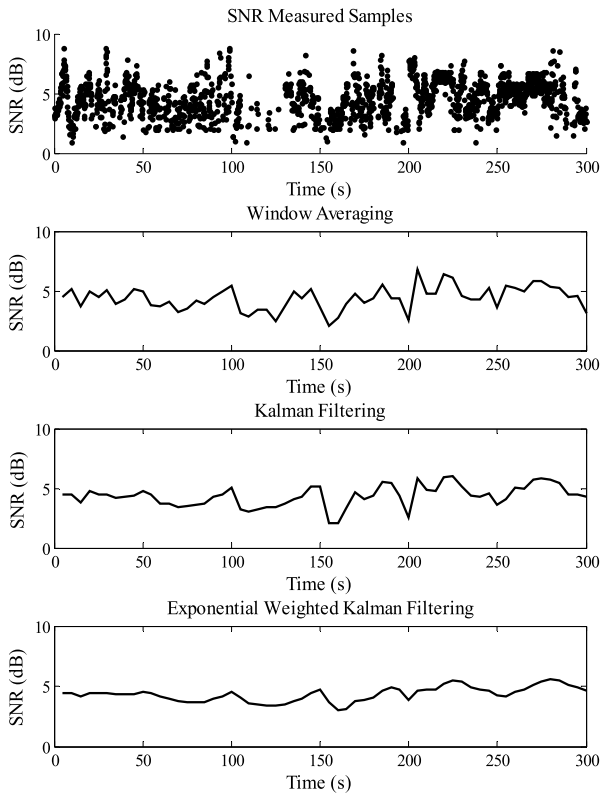 SNR Measured Samples
10
5
0
SNR (dB)
0 50 100 150 200 250 300
Time (s)
Window Averaging
10
5
0
SNR (dB)
0 50 100 150 200 250 300
Time (s)
Kalman Filtering
10
5
0
SNR (dB)
0 50 100 150 200 250 300
Time (s)
Exponential Weighted Kalman Filtering
10
5
0
SNR (dB)
0 50 100 150 200 250 300
Time (s)